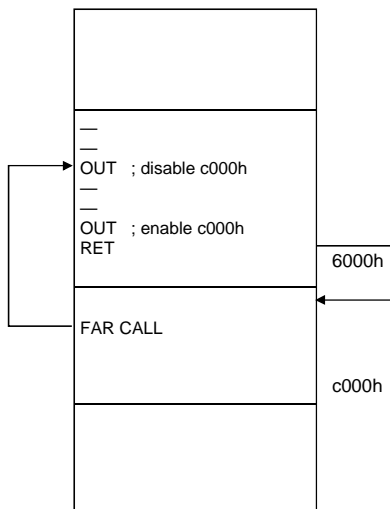 —
—
OUT ; disable c000h
—
—
OUT ; enable c000h
RET
6000h
FAR CALL
c000h